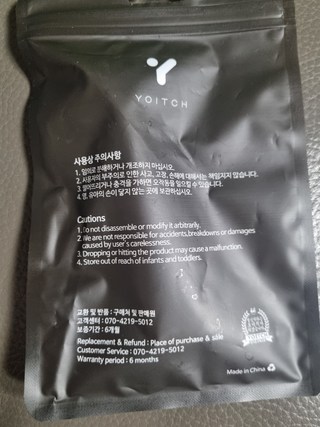 YOITCH
사용상 주의사항
1. 임의로 분해하거나 개조하지 마십시오.
2. 사용자의 부주의로 인한 사고, 고장, 손해에 대해서는 책임지지 않습니다.
3. 떨어뜨리거나 충격을 가하면 오작동을 일으킬 수 있습니다.
4. 영, 유아의 손이 닿지 않는 곳에 보관하십시오.
Cautions
1. Do not disassemble or modify it arbitrarily.
2. We are not responsible for accidents, breakdowns or damages
caused by user`s carelessness.
3. Dropping or hitting the product may cause a malfunction.
4. Store out of reach of infants and toddlers.
교환 및 반품 : 구매처 및 판매원
고객센터 : 070-4219-5012
보증기간 : 6개월
Replacement & Refund : Place of purchase & sale
Customer Service : 070-4219-5012
Warranty period : 6 months
Made in China